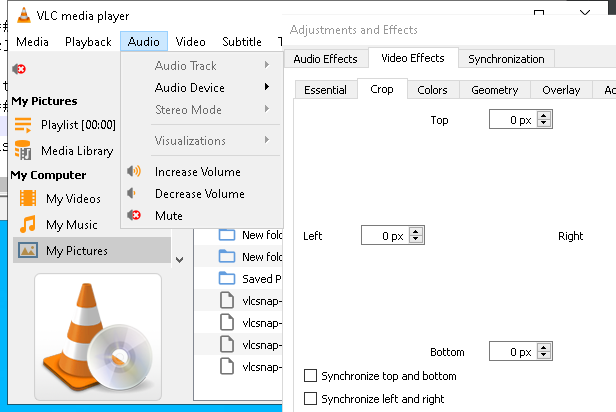 VLC media player
Media Playback Audio Video Subtitle
Audio Track
Audio Device
Stereo Mode
Visualizations
Increase Volume
Decrease Volume
Mute
My Pictures
Playlist [00:00]
Media Library
My Computer
My Videos
My Music
My Pictures
New fold
New fold
Saved P
vlcsnap-
vlcsnap-
vlcsnap-
vlcsnap-
Adjustments and Effects
Audio Effects Video Effects Synchronization
Essential Crop Colors Geometry Overlay
Top 0 px
Left 0 px Right
Bottom 0 px
Synchronize top and bottom
Synchronize left and right